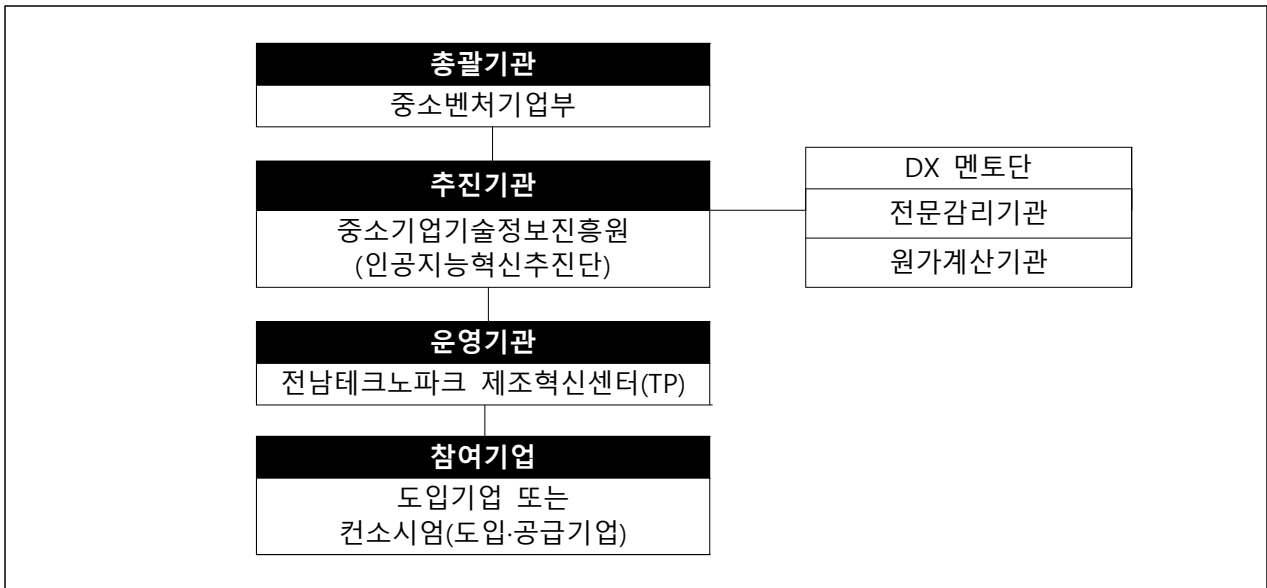 총괄기관
중소벤처기업부
추진기관
중소기업기술정보진흥원
(인공지능혁신추진단)
DX 멘토단
전문감리기관
원가계산기관
운영기관
전남테크노파크 제조혁신센터(TP)
참여기업
도입기업 또는
컨소시엄(도입·공급기업)